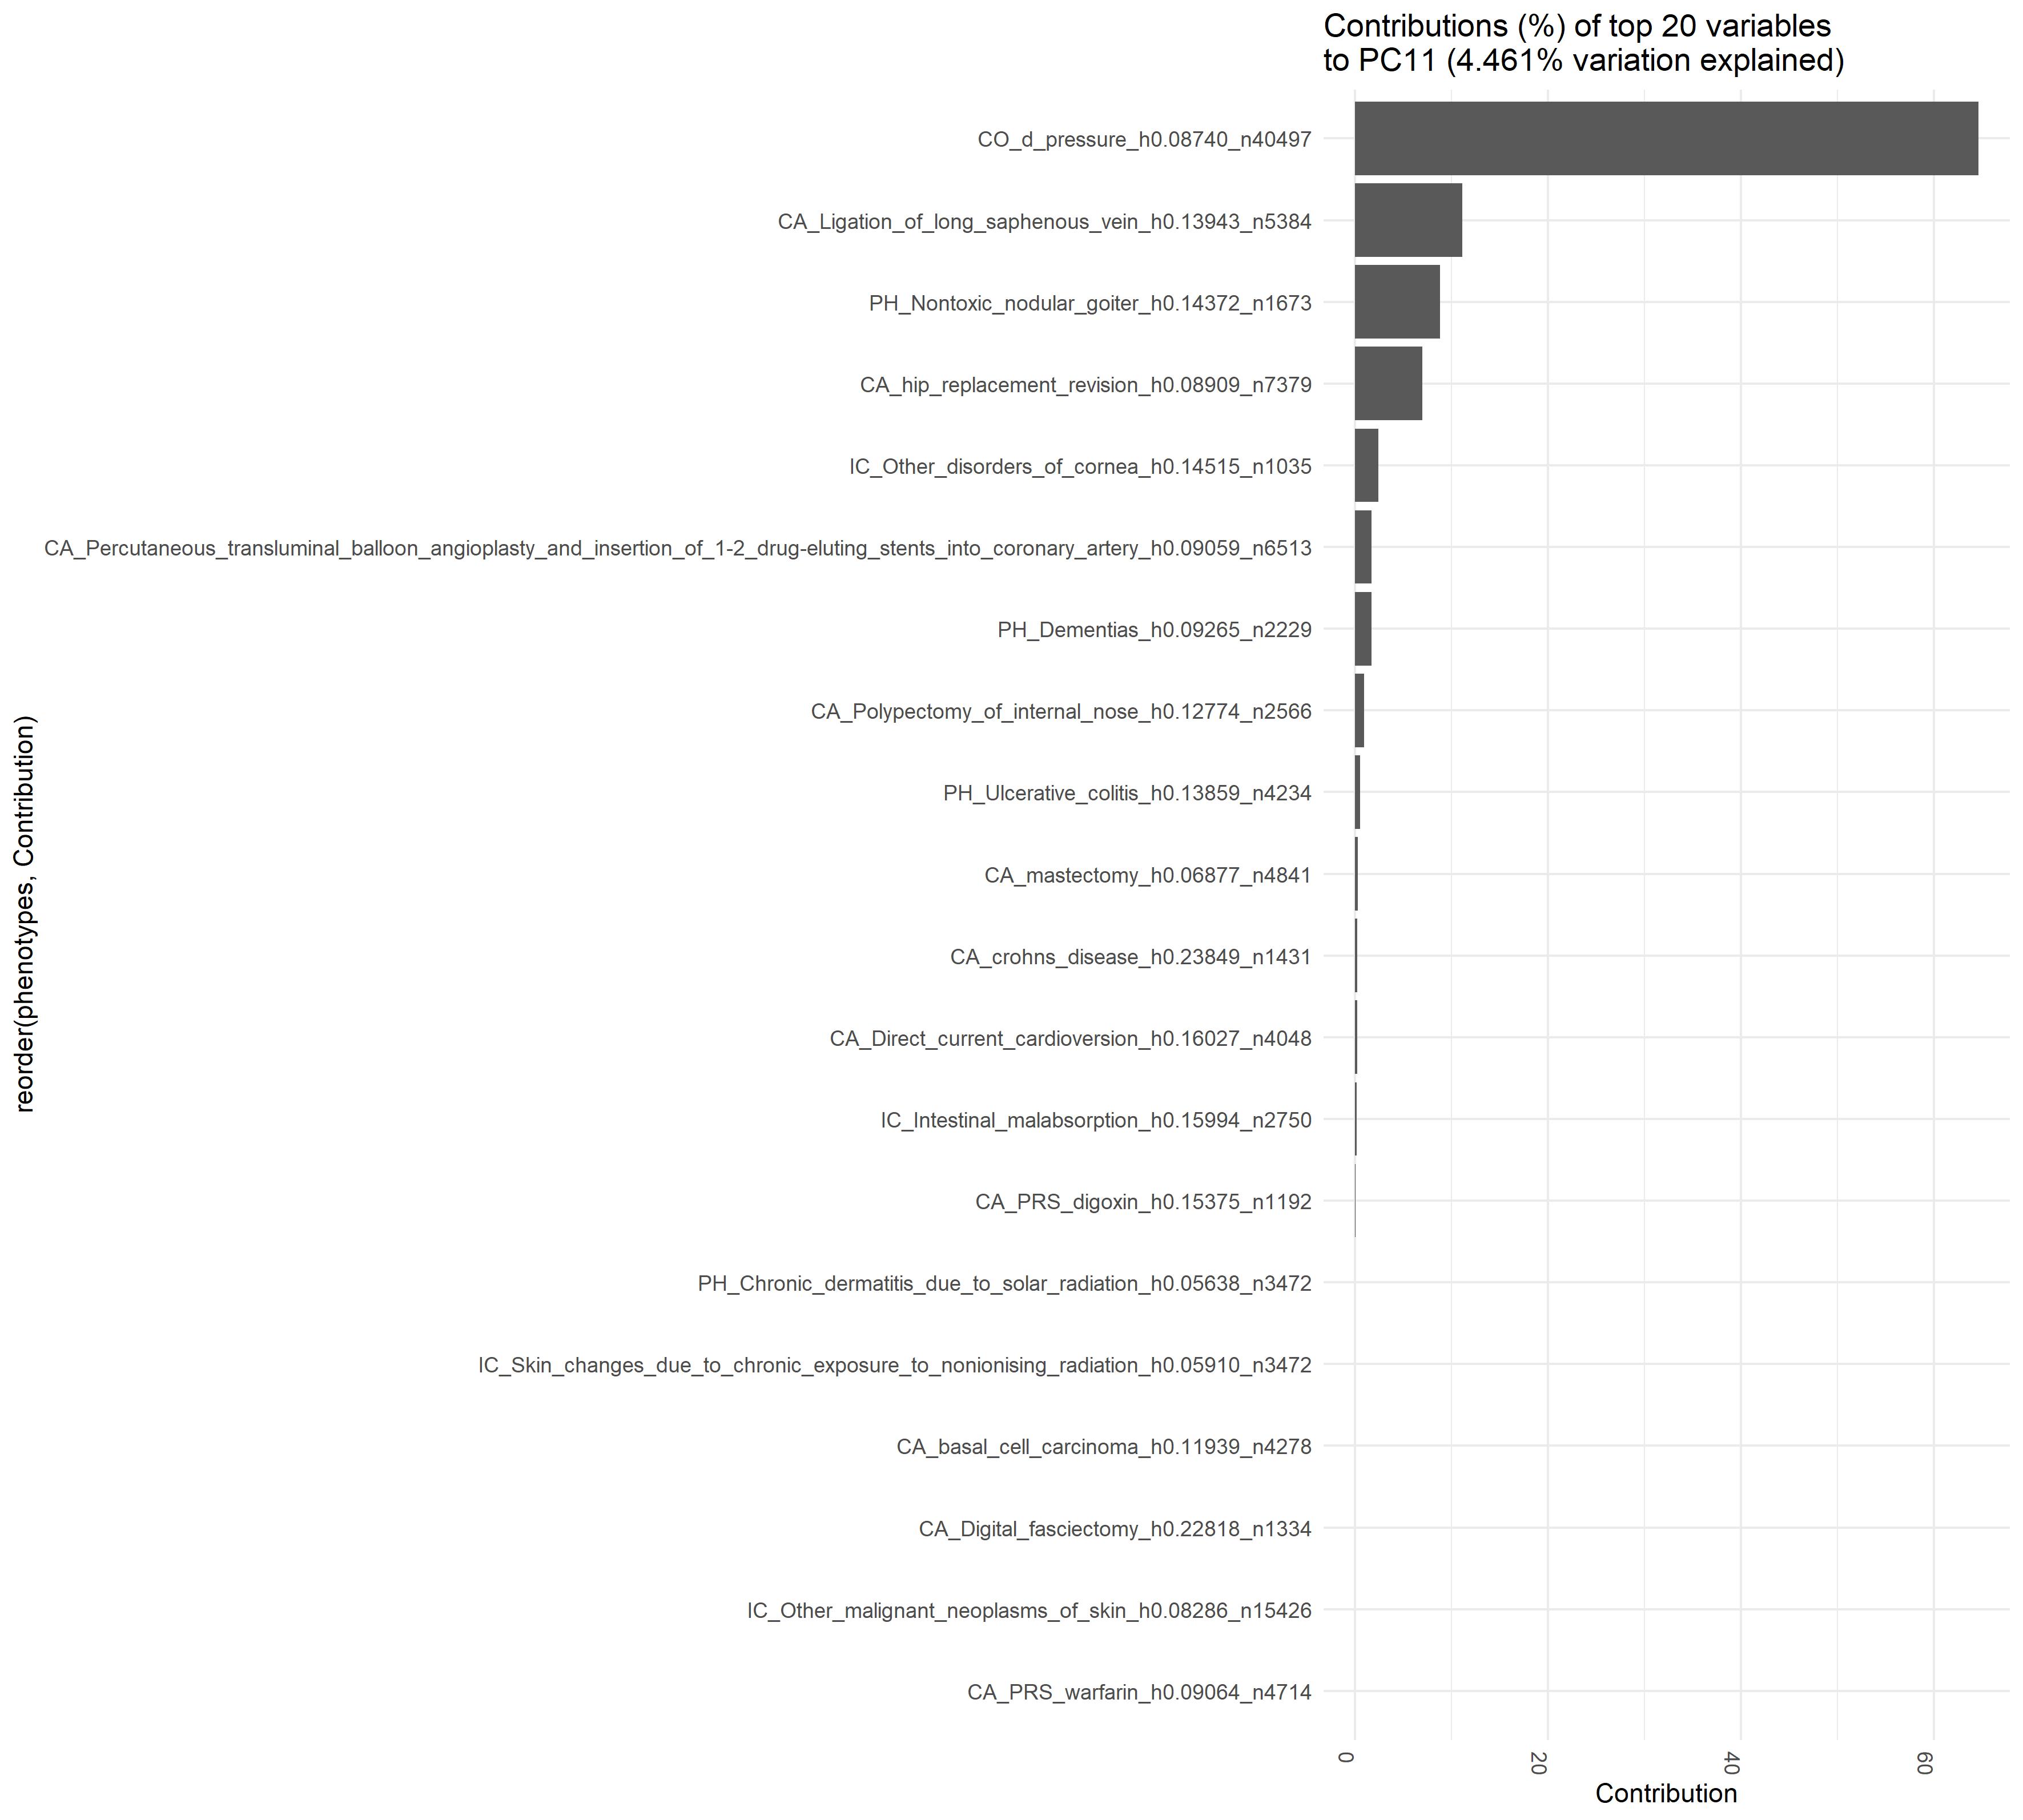 Contributions (%) of top 20 variables
to PC11 (4.461% variation explained)
CO_d_pressure_h0.08740_n40497
CA_Ligation_of_long_saphenous_vein_h0.13943_n5384
PH_Nontoxic_nodular_goiter_h0.14372_n1673
CA_hip_replacement_revision_h0.08909_n7379
IC_Other_disorders_of_cornea_h0.14515_n1035
CA_Percutaneous_transluminal_balloon_angioplasty_and_insertion_of_1-2_drug-eluting_stents_into_coronary_artery_h0.09059_n6513
PH_Dementias_h0.09265_n2229
CA_Polypectomy_of_internal_nose_h0.12774_n2566
PH_Ulcerative_colitis_h0.13859_n4234
CA_mastectomy_h0.06877_n4841
CA_crohns_disease_h0.23849_n1431
CA_Direct_current_cardioversion_h0.16027_n4048
IC_Intestinal_malabsorption_h0.15994_n2750
CA_PRS_digoxin_h0.15375_n1192
PH_Chronic_dermatitis_due_to_solar_radiation_h0.05638_n3472
IC_Skin_changes_due_to_chronic_exposure_to_nonionising_radiation_h0.05910_n3472
CA_basal_cell_carcinoma_h0.11939_n4278
CA_Digital_fasciectomy_h0.22818_n1334
IC_Other_malignant_neoplasms_of_skin_h0.08286_n15426
CA_PRS_warfarin_h0.09064_n4714
reorder(phenotypes, Contribution)
0
20
40
60
Contribution